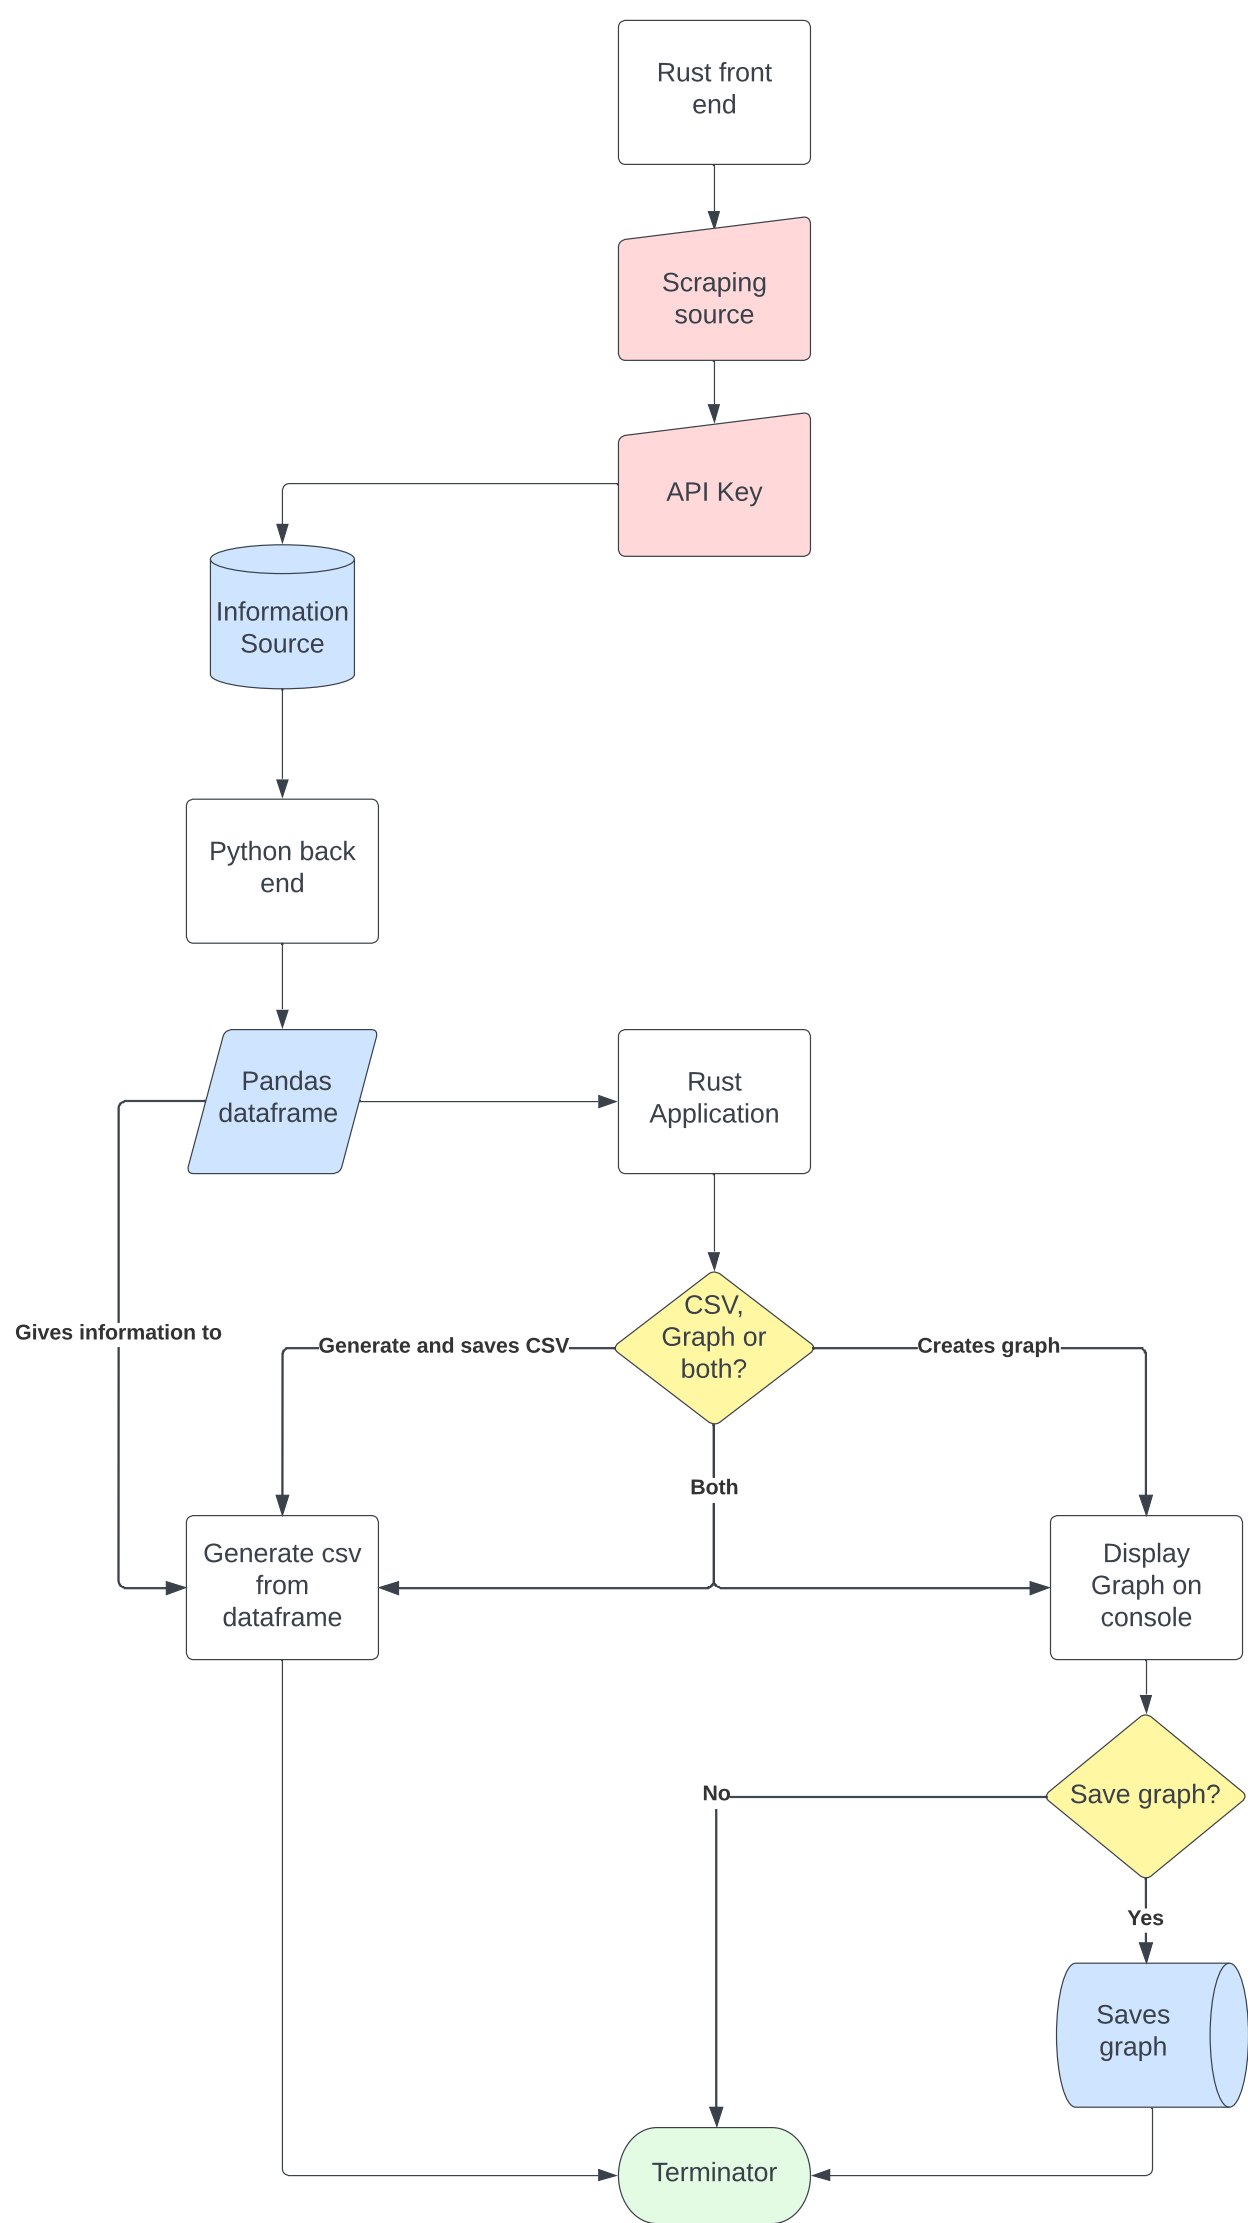 Rust front
end
Scraping
source
API Key
Information
Source
Python back
end
Pandas
dataframe
Rust
Application
Gives information to
Generate and saves CSV
CSV,
Graph or
both?
Creates graph
Both
Generate csv
from
dataframe
Display
Graph on
console
No
Save graph?
Yes
Saves
graph
Terminator